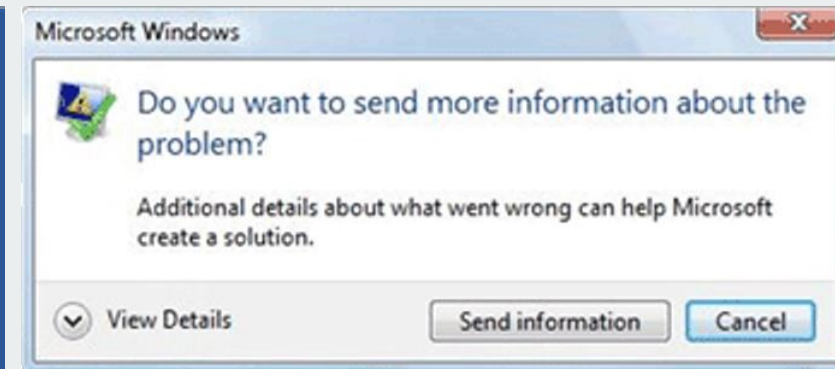 Microsoft Windows
Do you want to send more information about the
problem?
Additional details about what went wrong can help Microsoft
create a solution.
View Details
Send information
Cancel